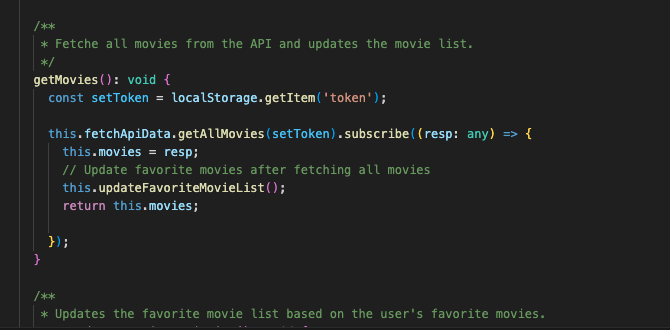 /**
* Fetche all movies from the API and updates the movie list.
*/
getMovies(): void {
const setToken = localStorage.getItem('token');
this.fetchApiData.getAllMovies(setToken).subscribe((resp: any) => {
this.movies = resp;
// Update favorite movies after fetching all movies
this.updateFavoriteMovieList();
return this.movies;
});
}
/**
* Updates the favorite movie list based on the user's favorite movies.